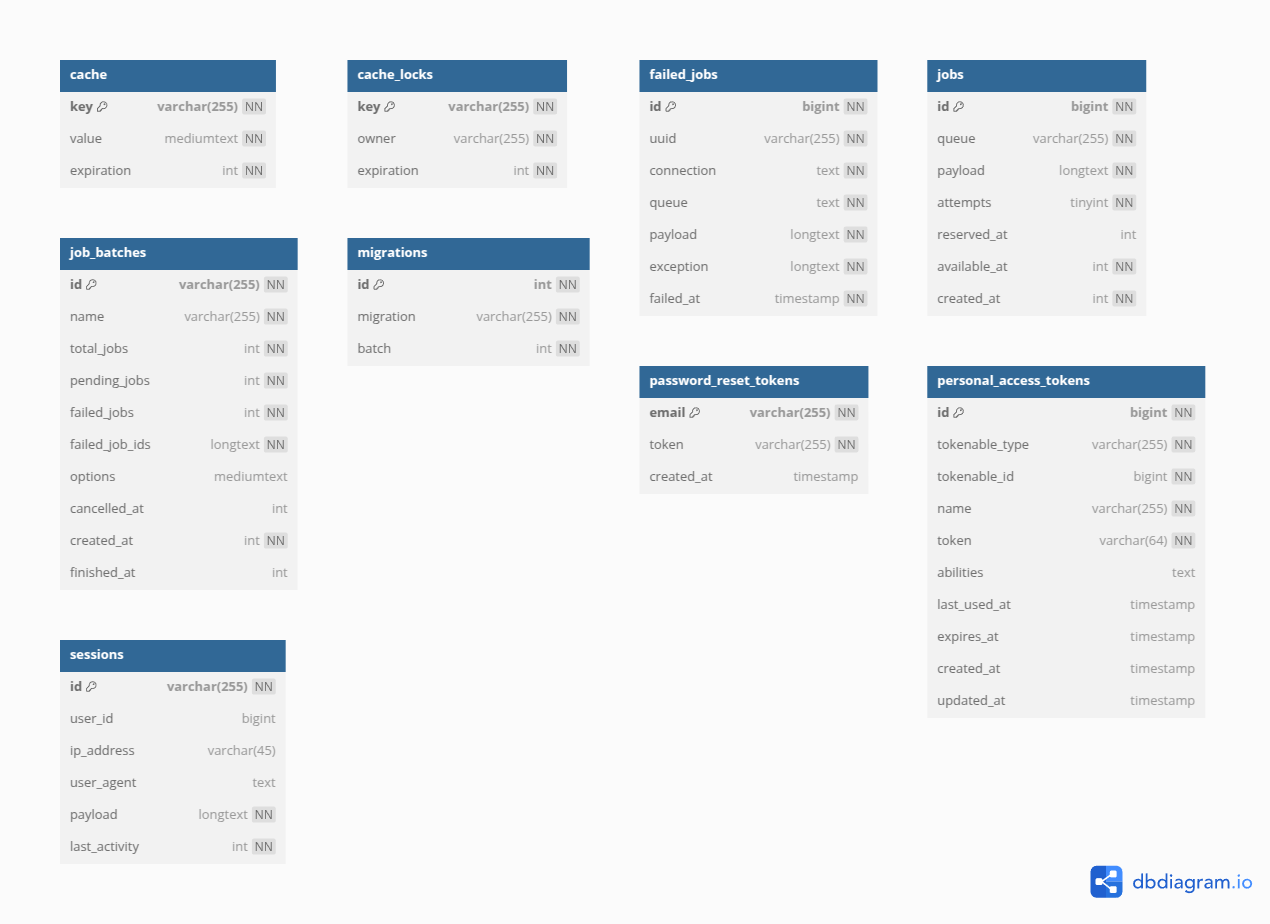 cache
key varchar(255) NN
value mediumtext NN
expiration int NN
cache_locks
key varchar(255) NN
owner varchar(255) NN
expiration int NN
failed_jobs
id bigint NN
uuid varchar(255) NN
connection text NN
queue text NN
payload longtext NN
exception longtext NN
failed_at timestamp NN
jobs
id bigint NN
queue varchar(255) NN
payload longtext NN
attempts tinyint NN
reserved_at int
available_at int NN
created_at int NN
job_batches
id varchar(255) NN
name varchar(255) NN
total_jobs int NN
pending_jobs int NN
failed_jobs int NN
failed_job_ids longtext NN
options mediumtext
cancelled_at int
created_at int NN
finished_at int
migrations
id int NN
migration varchar(255) NN
batch int NN
password_reset_tokens
email varchar(255) NN
token varchar(255) NN
created_at timestamp
personal_access_tokens
id bigint NN
tokenable_type varchar(255) NN
tokenable_id bigint NN
name varchar(255) NN
token varchar(64) NN
abilities text
last_used_at timestamp
expires_at timestamp
created_at timestamp
updated_at timestamp
sessions
id varchar(255) NN
user_id bigint
ip_address varchar(45)
user_agent text
payload longtext NN
last_activity int NN
dbdiagram.io